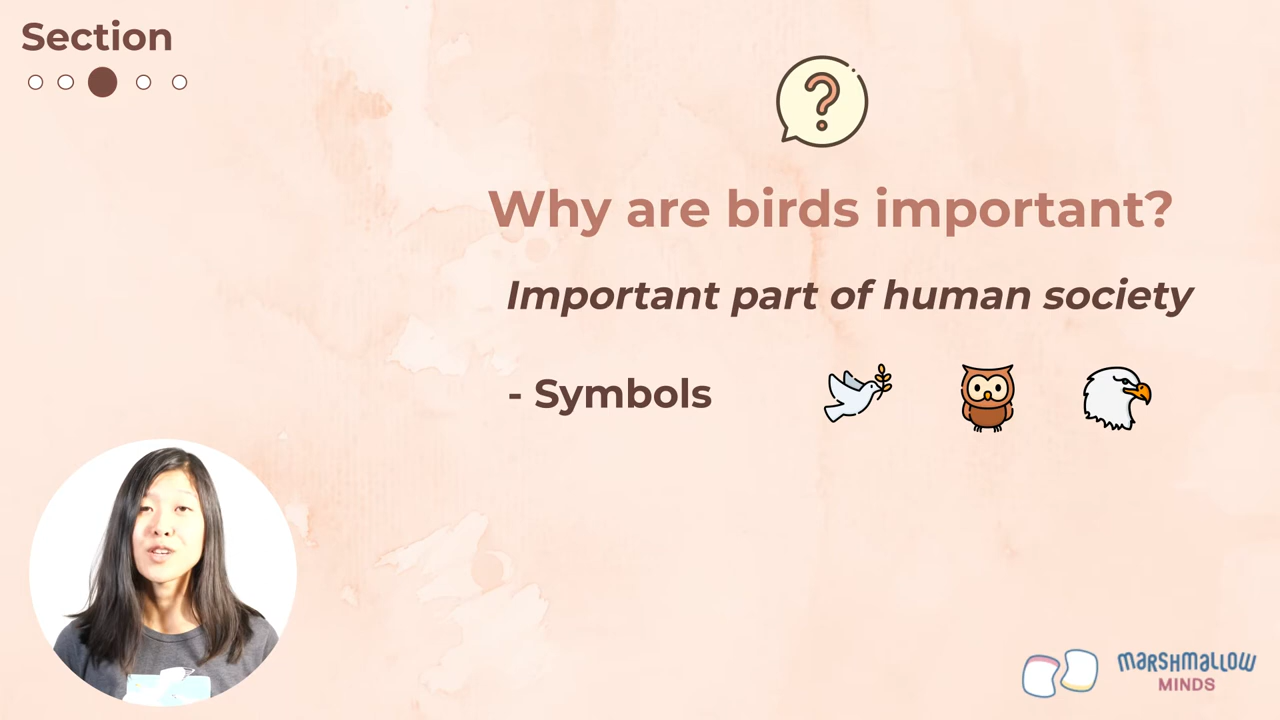 Section
?
Why are birds important?
Important part of human society
- Symbols
MARSHMALLOW
MINDS